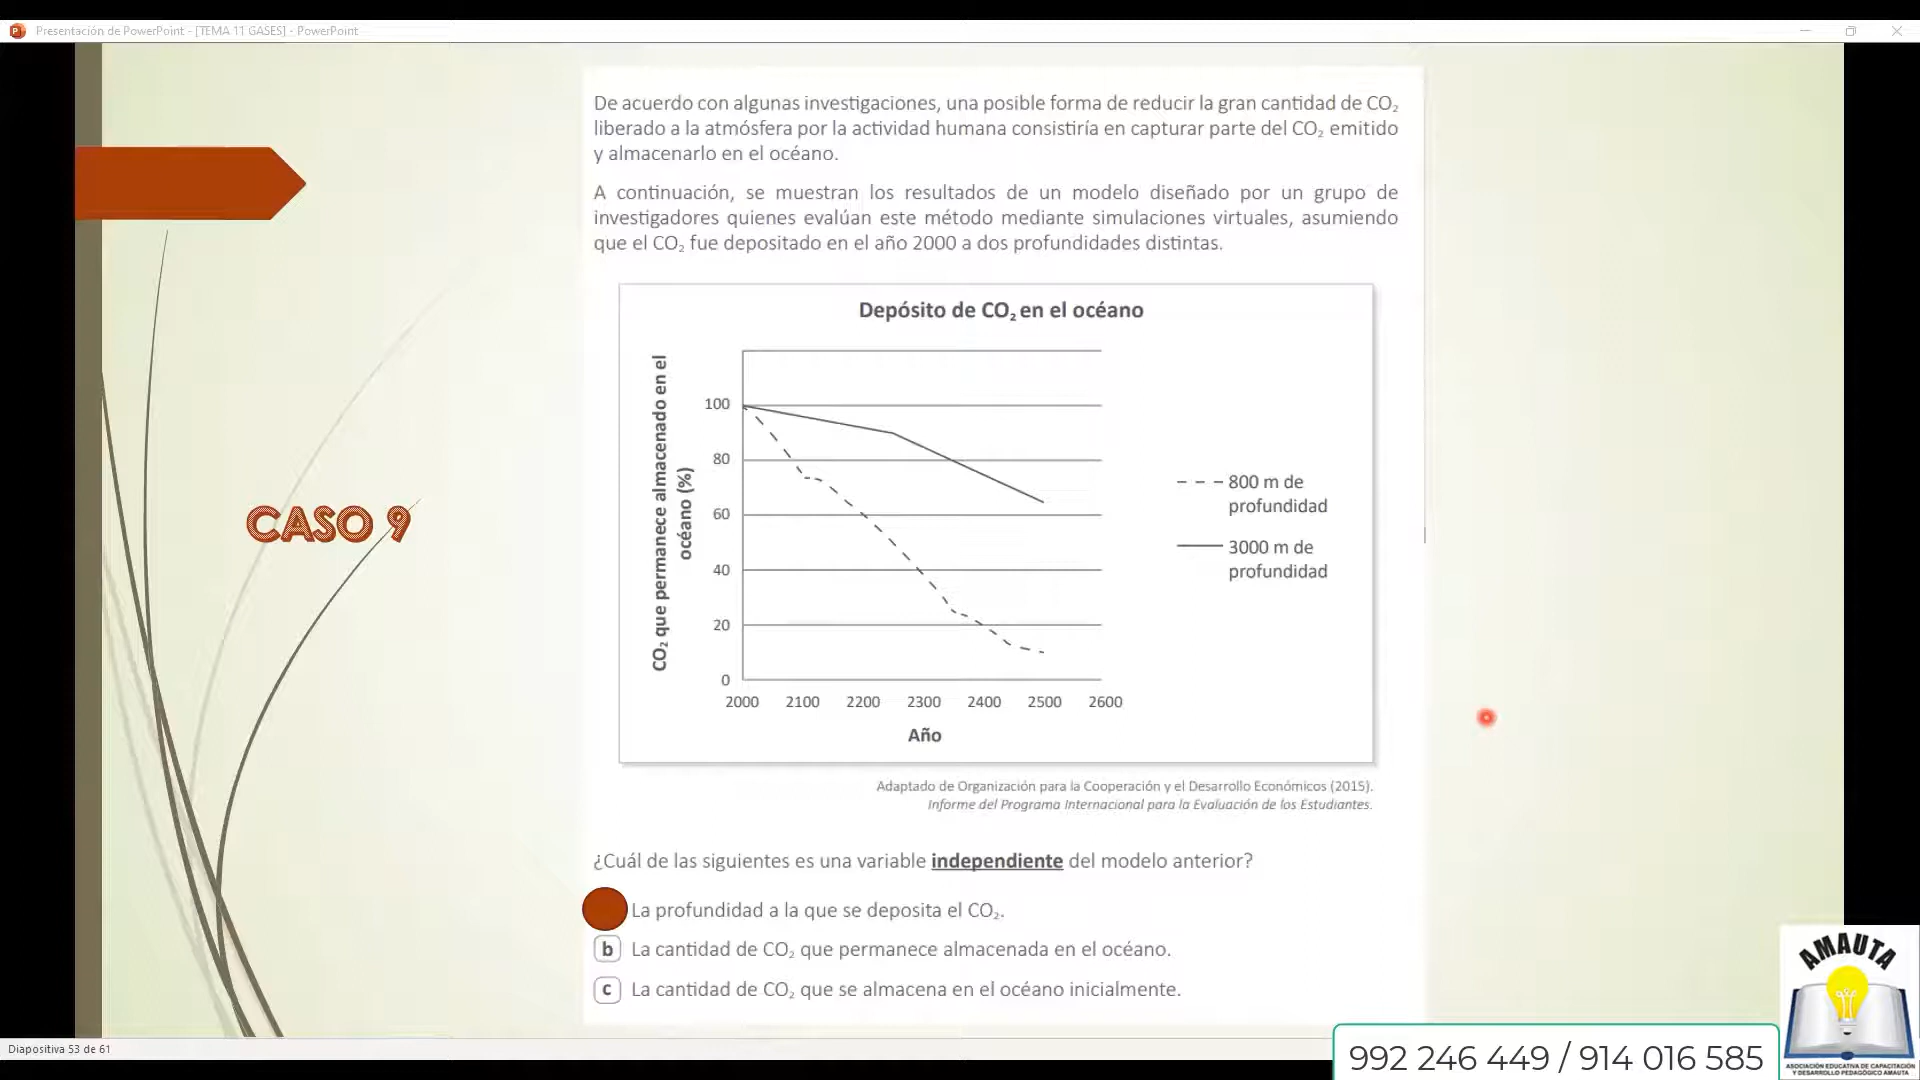 Presentación de PowerPoint - [TEMA 11 GASES] - PowerPoint
De acuerdo con algunas investigaciones, una posible forma de reducir la gran cantidad de CO₂
liberado a la atmósfera por la actividad humana consistiría en capturar parte del CO₂ emitido
y almacenarlo en el océano.
A continuación, se muestran los resultados de un modelo diseñado por un grupo de
investigadores quienes evalúan este método mediante simulaciones virtuales, asumiendo
que el CO₂ fue depositado en el año 2000 a dos profundidades distintas.
CASO 9
Depósito de CO₂ en el océano
CO₂ que permanece almacenado en el
océano (%)
100
80
60
40
20
0
2000 2100 2200 2300 2400 2500 2600
Año
800 m de
profundidad
3000 m de
profundidad
Adaptado de Organización para la Cooperación y el Desarrollo Económicos (2015).
Informe del Programa Internacional para la Evaluación de los Estudiantes.
¿Cuál de las siguientes es una variable independiente del modelo anterior?
La profundidad a la que se deposita el CO₂.
b La cantidad de CO₂ que permanece almacenada en el océano.
c La cantidad de CO₂ que se almacena en el océano inicialmente.
Diapositiva 53 de 61
992 246 449 / 914 016 585
AMAUTA
ASOCIACIÓN EDUCATIVA DE CAPACITACIÓN
Y DESARROLLO PEDAGÓGICO AMAUTA